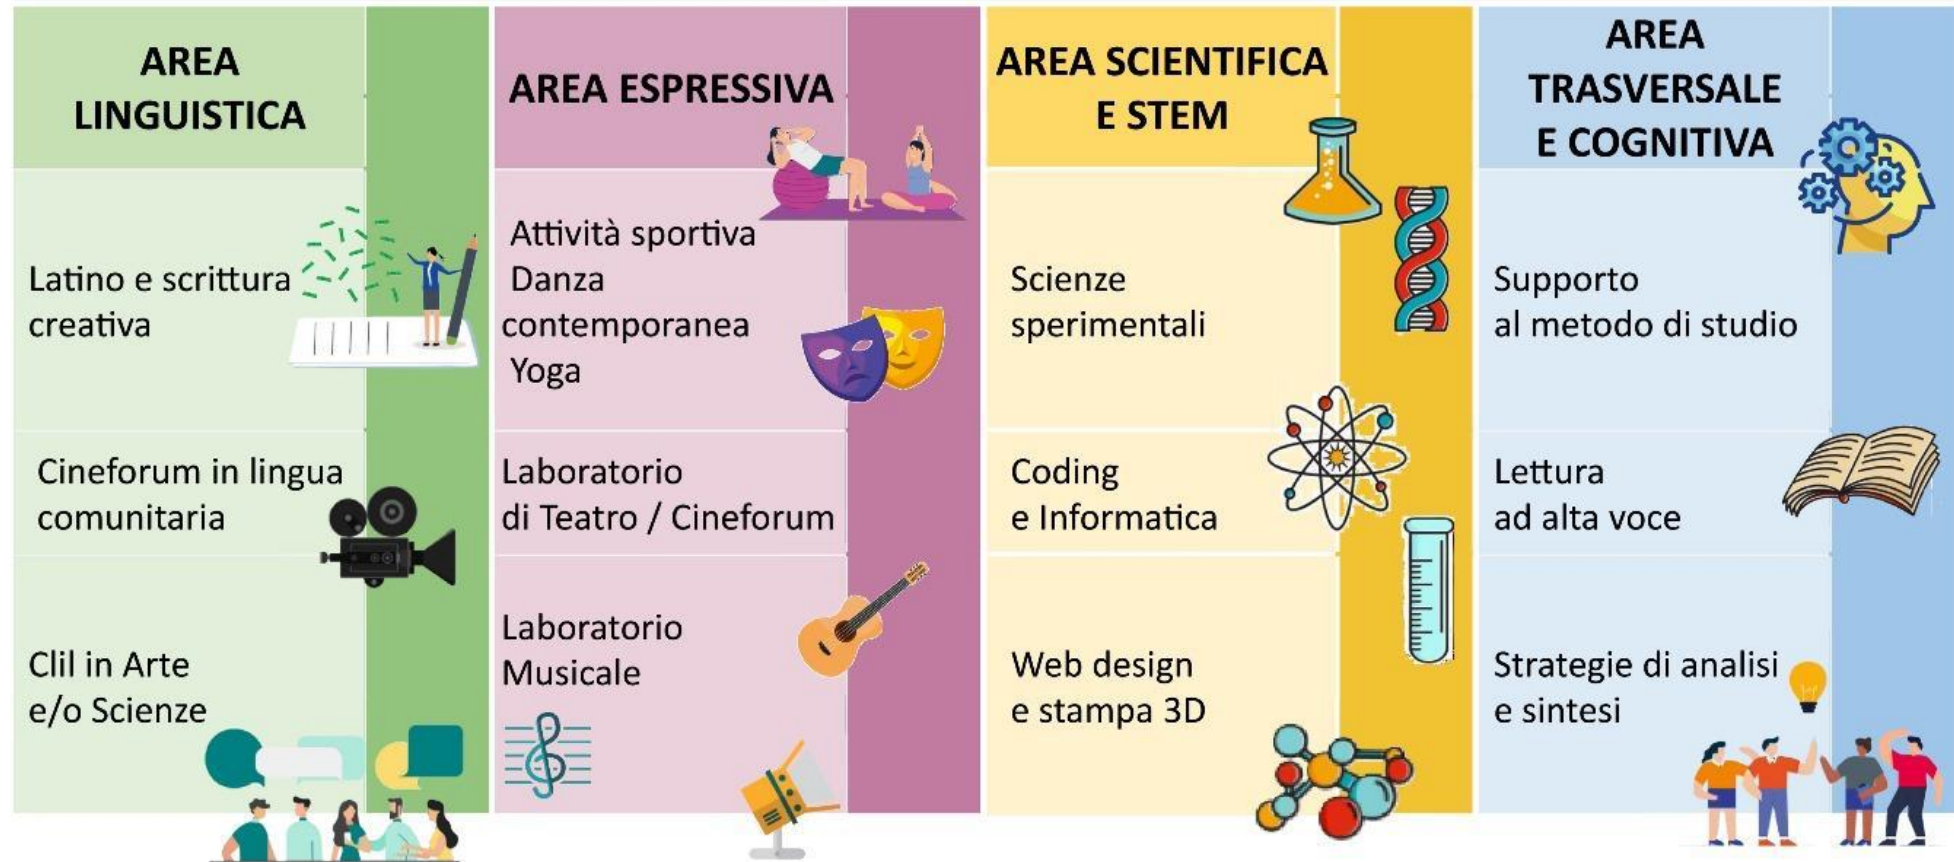 AREA
LINGUISTICA
Latino e scrittura
creativa
Cineforum in lingua
comunitaria
Clil in Arte
e/o Scienze
AREA ESPRESSIVA
Attività sportiva
Danza
contemporanea
Yoga
Laboratorio
di Teatro / Cineforum
Laboratorio
Musicale
AREA SCIENTIFICA
E STEM
Scienze
sperimentali
Coding
e Informatica
Web design
e stampa 3D
AREA
TRASVERSALE
E COGNITIVA
Supporto
al metodo di studio
Lettura
ad alta voce
Strategie di analisi
e sintesi